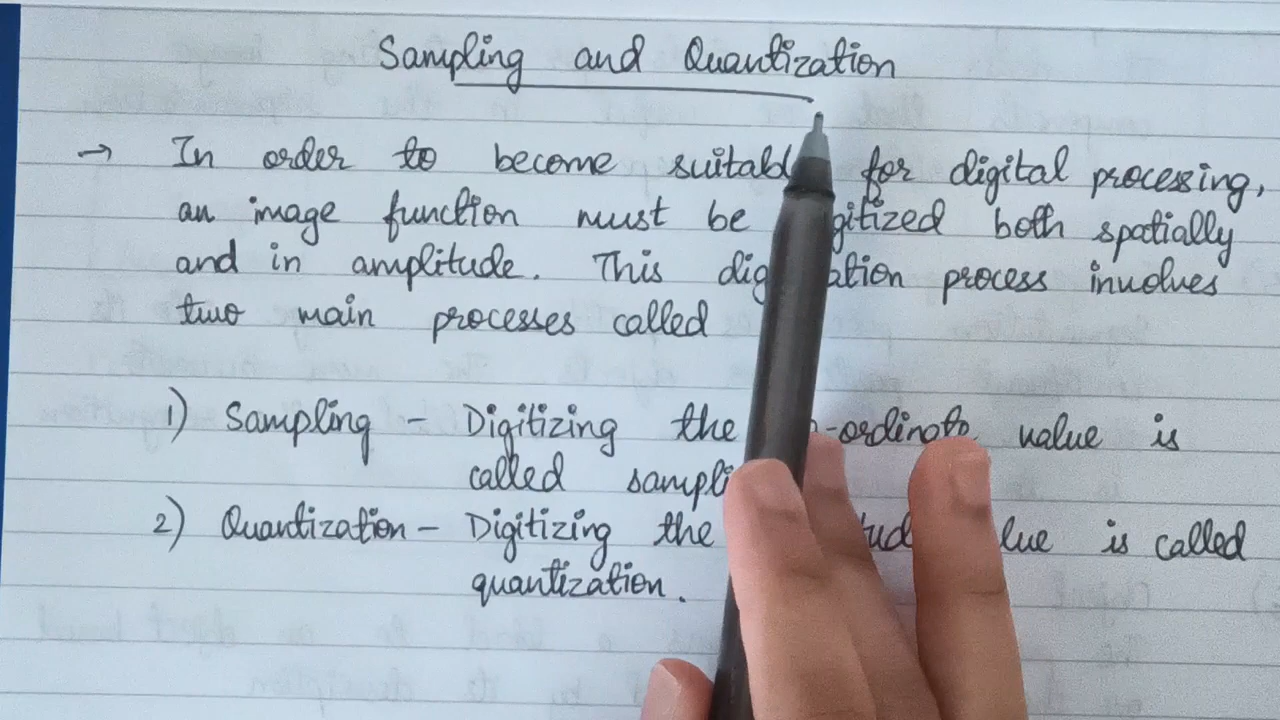 Sampling and Quantization
→ In order to become suitabl for digital processing,
an image function must be gitized both spatially
and in amplitude. This dig ation process involves
two main processes called
1) Sampling - Digitizing the -ordinate value is
called sampli
2) Quantization - Digitizing the tud lue is called
quantization.